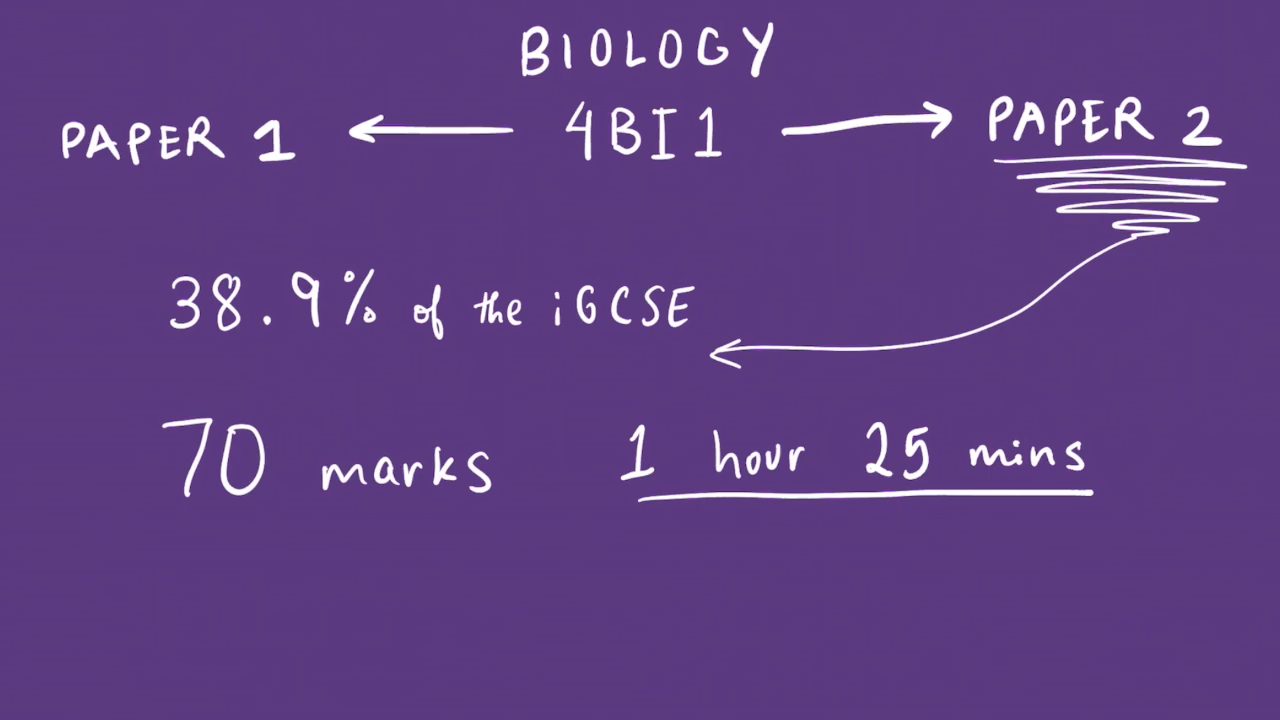 BIOLOGY
PAPER 1 ← 4BI1 → PAPER 2
38.9% of the iGCSE
70 marks 1 hour 25 mins